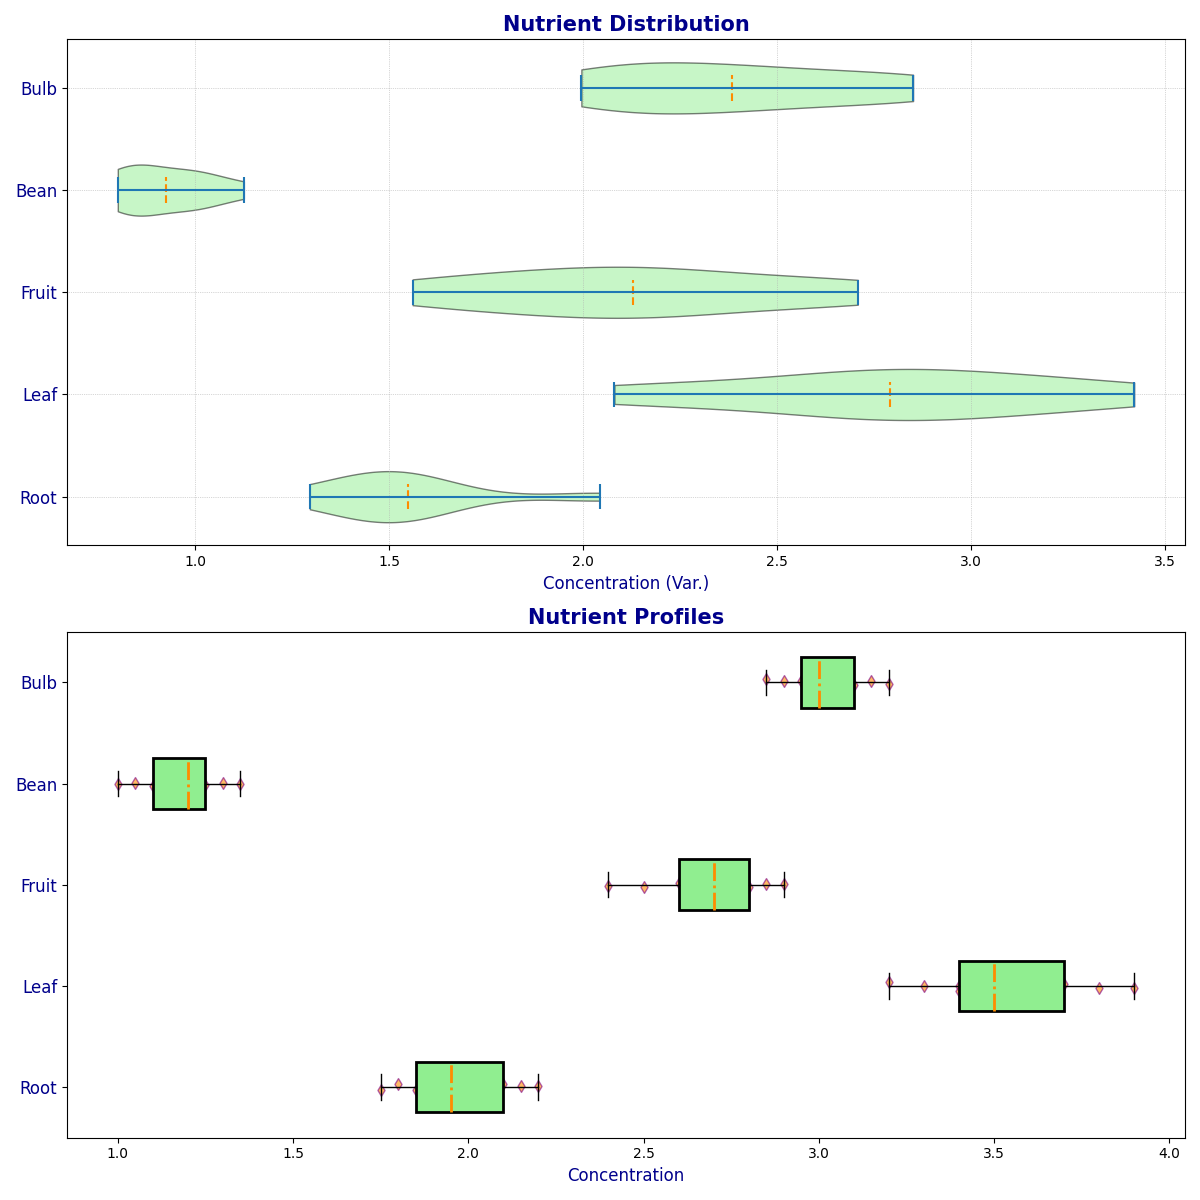 Nutrient Distribution
Bulb
Bean
Fruit
Leaf
Root
1.0 1.5 2.0 2.5 3.0 3.5
Concentration (Var.)
Nutrient Profiles
Bulb
Bean
Fruit
Leaf
Root
1.0 1.5 2.0 2.5 3.0 3.5 4.0
Concentration